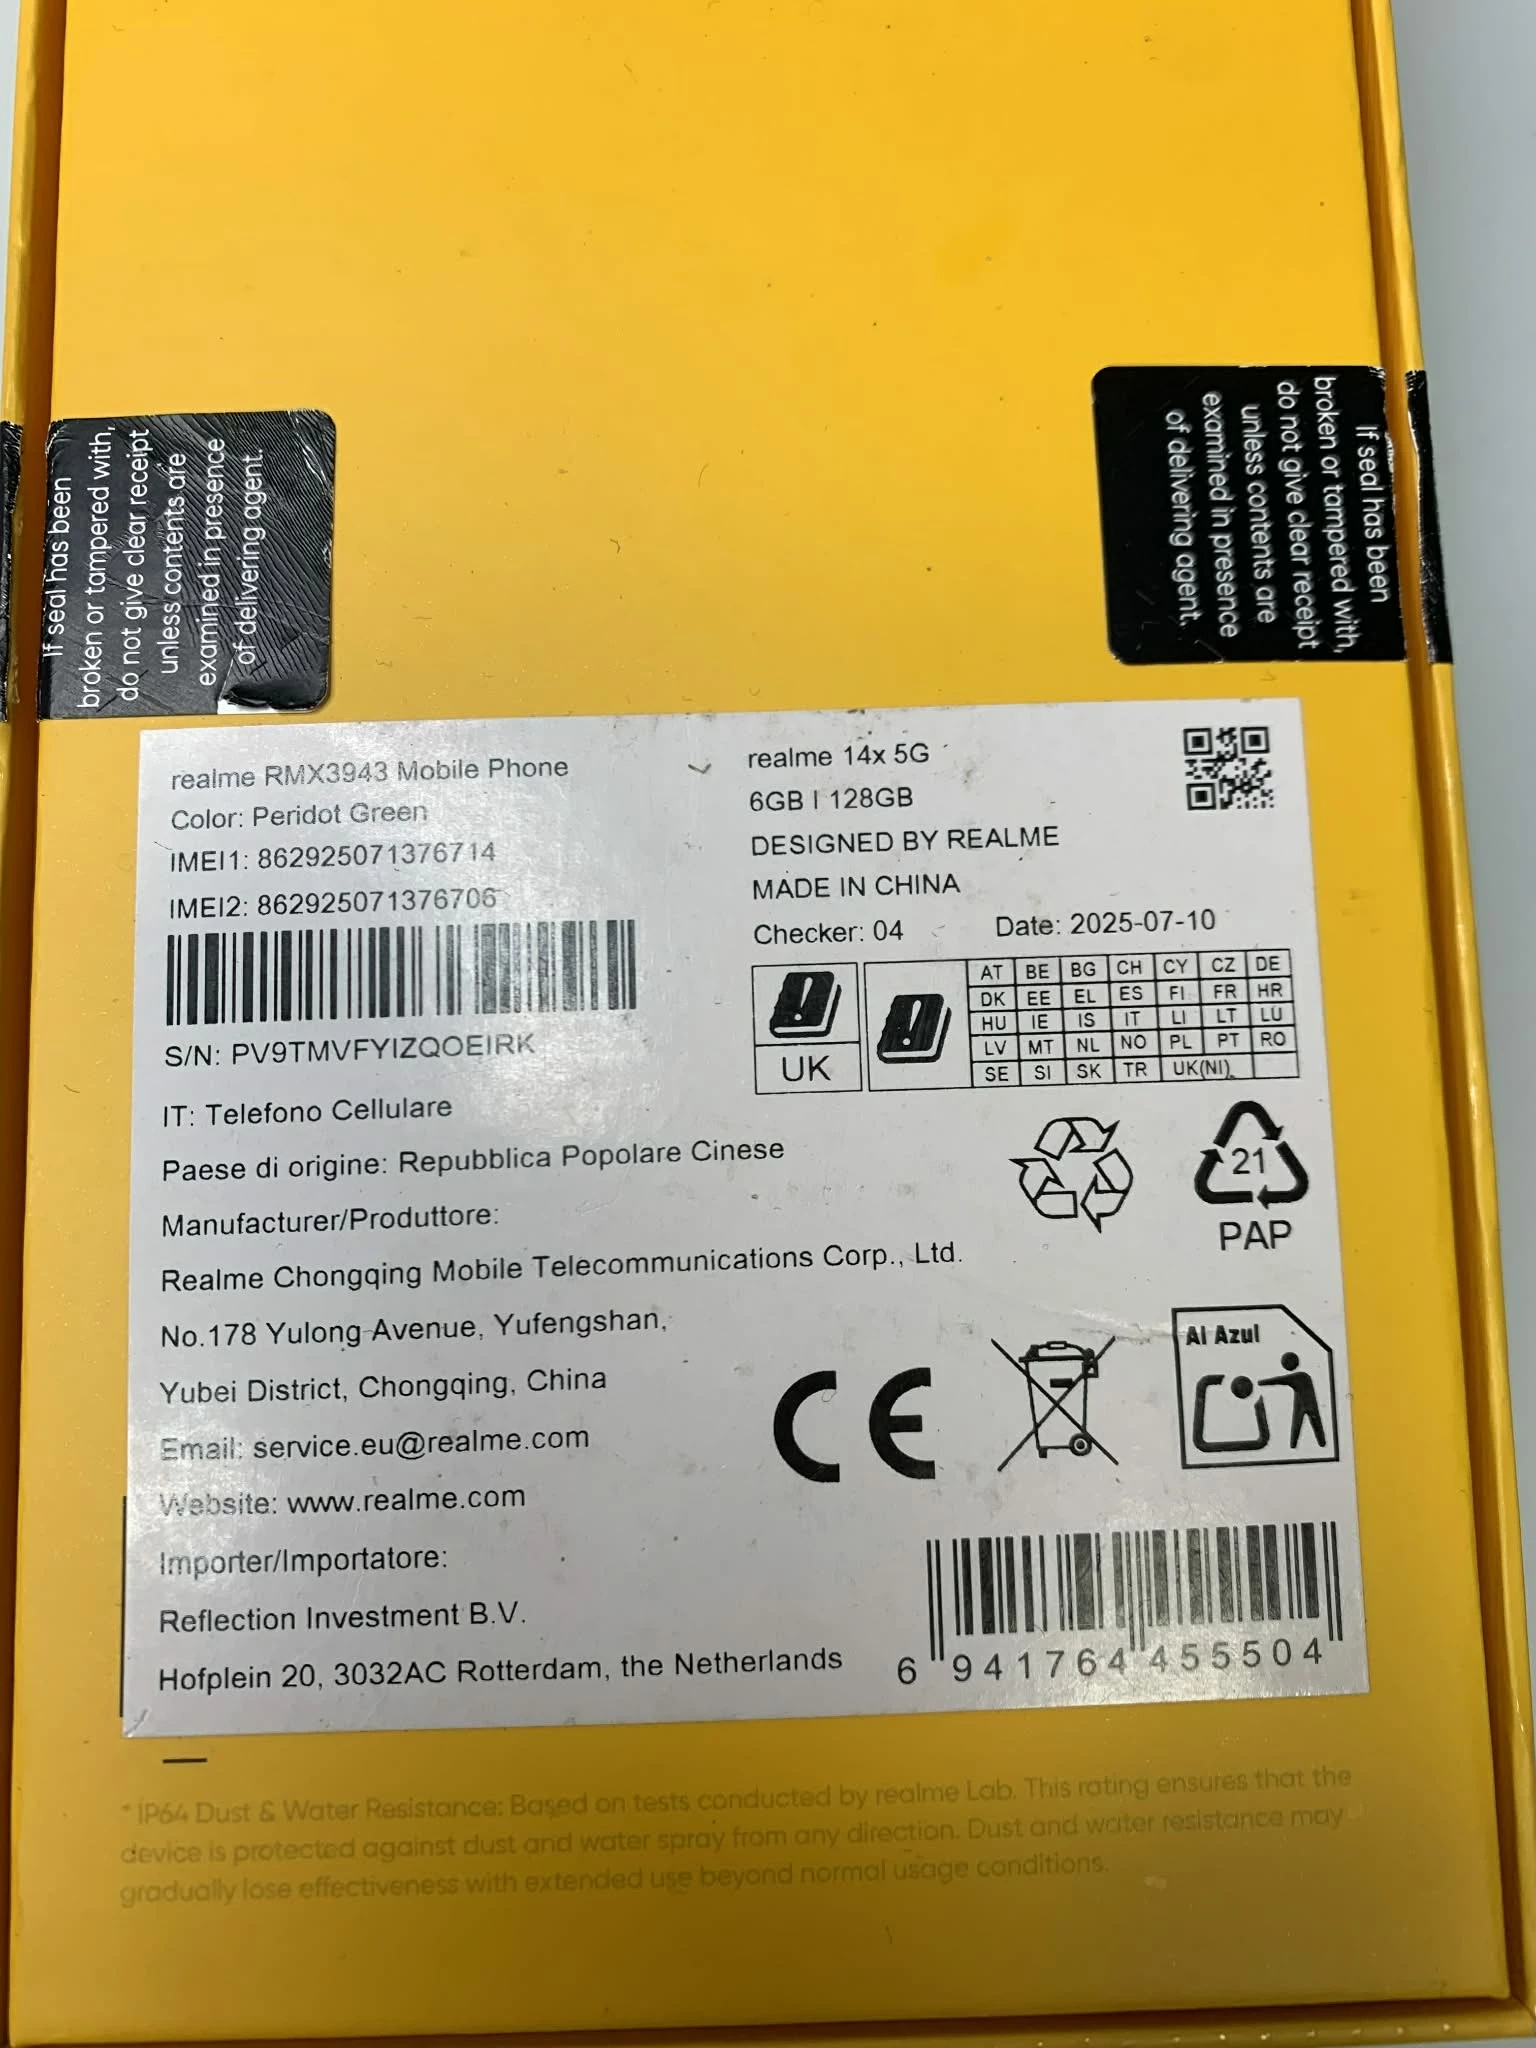 If seal has been
broken or tampered with,
do not give clear receipt
unless contents are
examined in presence
of delivering agent.
If seal has been
broken or tampered with,
do not give clear receipt
unless contents are
examined in presence
of delivering agent.
realme RMX3943 Mobile Phone
Color: Peridot Green
IMEI1: 862925071376714
IMEI2: 862925071376706
S/N: PV9TMVFYIZQOEIRK
realme 14x 5G
6GB | 128GB
DESIGNED BY REALME
MADE IN CHINA
Checker: 04 Date: 2025-07-10
UK
AT BE BG CH CY CZ DE
DK EE EL ES FI FR HR
HU IE IS IT LI LT LU
LV MT NL NO PL PT RO
SE SI SK TR UK(NI)
IT: Telefono Cellulare
Paese di origine: Repubblica Popolare Cinese
Manufacturer/Produttore:
Realme Chongqing Mobile Telecommunications Corp., Ltd.
No.178 Yulong Avenue, Yufengshan,
Yubei District, Chongqing, China
Email: service.eu@realme.com
Website: www.realme.com
Importer/Importatore:
Reflection Investment B.V.
Hofplein 20, 3032AC Rotterdam, the Netherlands
21
PAP
CE
Al Azul
6 941764 455504
* IP64 Dust & Water Resistance: Based on tests conducted by realme Lab. This rating ensures that the
device is protected against dust and water spray from any direction. Dust and water resistance may
gradually lose effectiveness with extended use beyond normal usage conditions.